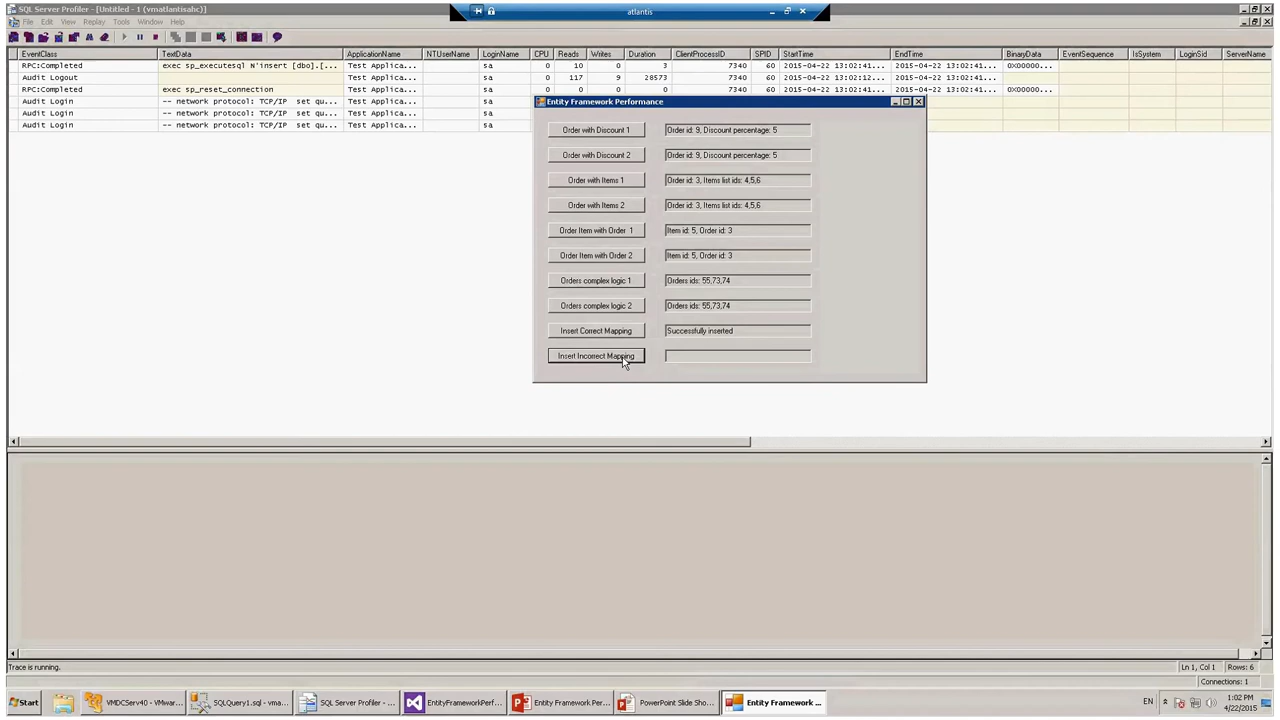 SQL Server Profiler - [Untitled - 1 (vmatlantisahc)]
atlantis
File Edit View Replay Tools Window Help
EventClass TextData ApplicationName NTUserName LoginName CPU Reads Writes Duration ClientProcessID SPID StartTime EndTime BinaryData EventSequence IsSystem LoginSid ServerName
RPC:Completed exec sp_executesql N'insert [dbo].[... Test Applica... sa 0 10 0 3 7340 60 2015-04-22 13:02:41... 2015-04-22 13:02:41... 0X00000...
Audit Logout Test Applica... sa 0 117 9 28573 7340 60 2015-04-22 13:02:12... 2015-04-22 13:02:41...
RPC:Completed exec sp_reset_connection Test Applica... sa 0 0 0 0 7340 60 2015-04-22 13:02:41... 2015-04-22 13:02:41... 0X00000...
Audit Login -- network protocol: TCP/IP set qu... Test Applica... sa
Audit Login -- network protocol: TCP/IP set qu... Test Applica... sa
Audit Login -- network protocol: TCP/IP set qu... Test Applica... sa
Entity Framework Performance
Order with Discount 1 Order id: 9, Discount percentage: 5
Order with Discount 2 Order id: 9, Discount percentage: 5
Order with Items 1 Order id: 3, Items list ids: 4,5,6
Order with Items 2 Order id: 3, Items list ids: 4,5,6
Order Item with Order 1 Item id: 5, Order id: 3
Order Item with Order 2 Item id: 5, Order id: 3
Orders complex logic 1 Orders ids: 55,73,74
Orders complex logic 2 Orders ids: 55,73,74
Insert Correct Mapping Successfully inserted
Insert Incorrect Mapping
Trace is running. Ln 1, Col 1 Rows: 6
Connections: 1
Start VMDCServ40 - VMwar... SQLQuery1.sql - vma... SQL Server Profiler - ... EntityFrameworkPerf... Entity Framework Per... PowerPoint Slide Sho... Entity Framework ... EN 1:02 PM
4/22/2015